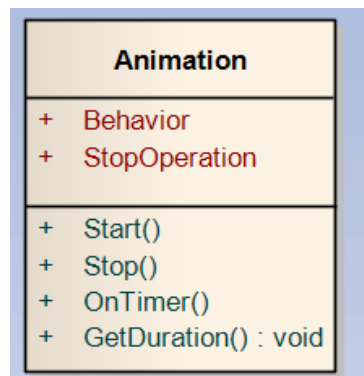 Animation
+ Behavior
+ StopOperation
+ Start()
+ Stop()
+ OnTimer()
+ GetDuration() : void